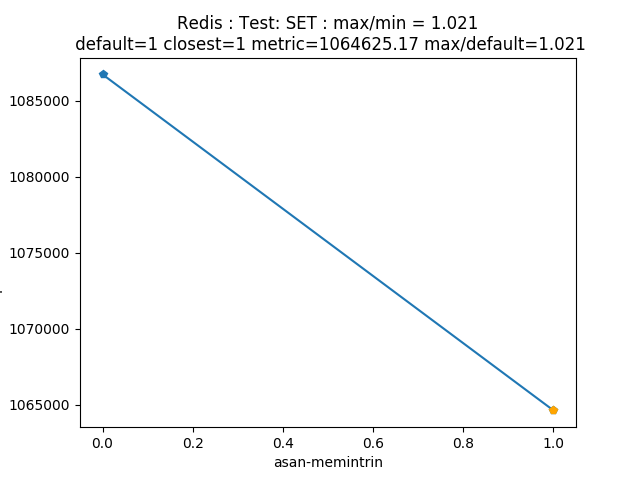 Redis : Test: SET : max/min = 1.021
default=1 closest=1 metric=1064625.17 max/default=1.021
1085000
1080000
1075000
1070000
1065000
0.0 0.2 0.4 0.6 0.8 1.0
asan-memintrin